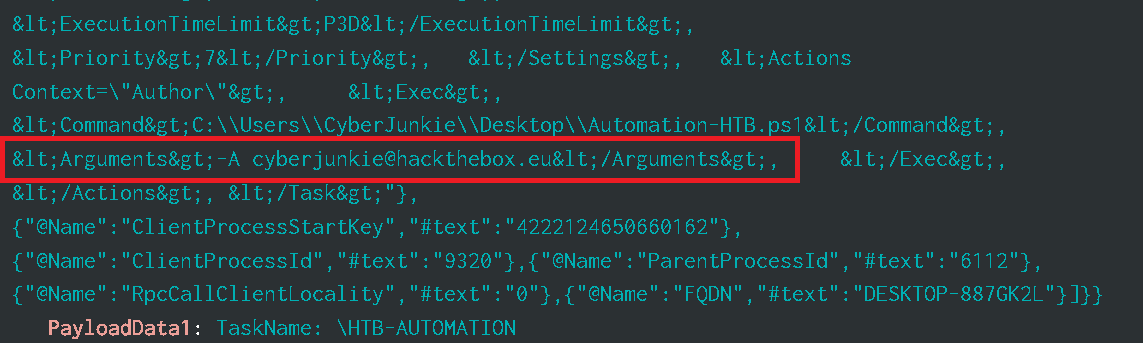 &lt;ExecutionTimeLimit&gt;P3D&lt;/ExecutionTimeLimit&gt;,
&lt;Priority&gt;7&lt;/Priority&gt;,   &lt;/Settings&gt;,   &lt;Actions
Context=\"Author\"&gt;,     &lt;Exec&gt;,
&lt;Command&gt;C:\\Users\\CyberJunkie\\Desktop\\Automation-HTB.ps1&lt;/Command&gt;,
&lt;Arguments&gt;-A cyberjunkie@hackthebox.eu&lt;/Arguments&gt;,     &lt;/Exec&gt;,
&lt;/Actions&gt;, &lt;/Task&gt;"},
{"@Name":"ClientProcessStartKey","#text":"4222124650660162"},
{"@Name":"ClientProcessId","#text":"9320"},{"@Name":"ParentProcessId","#text":"6112"},
{"@Name":"RpcCallClientLocality","#text":"0"},{"@Name":"FQDN","#text":"DESKTOP-887GK2L"}]}}
PayloadData1: TaskName: \HTB-AUTOMATION